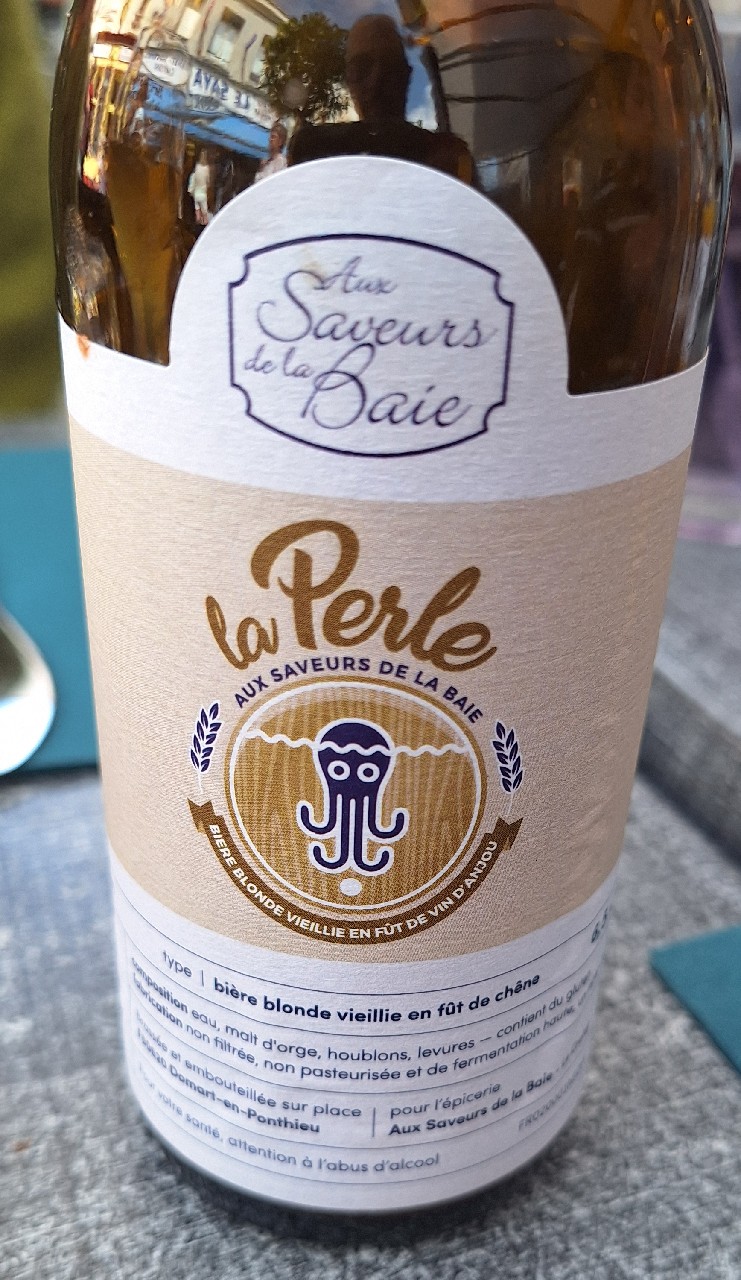 Aux
Saveurs
de la
Baie
la Perle
AUX SAVEURS DE LA BAIE
BIÈRE BLONDE VIEILLIE EN FÛT DE VIN D'ANJOU
type | bière blonde vieillie en fût de chêne
composition eau, malt d'orge, houblons, levures — contient du
fabrication non filtrée, non pasteurisée et de fermentation haute,
et embouteillée sur place
Domart-en-Ponthieu
pour l'épicerie
Aux Saveurs de la Baie
votre santé, attention à l'abus d'alcool